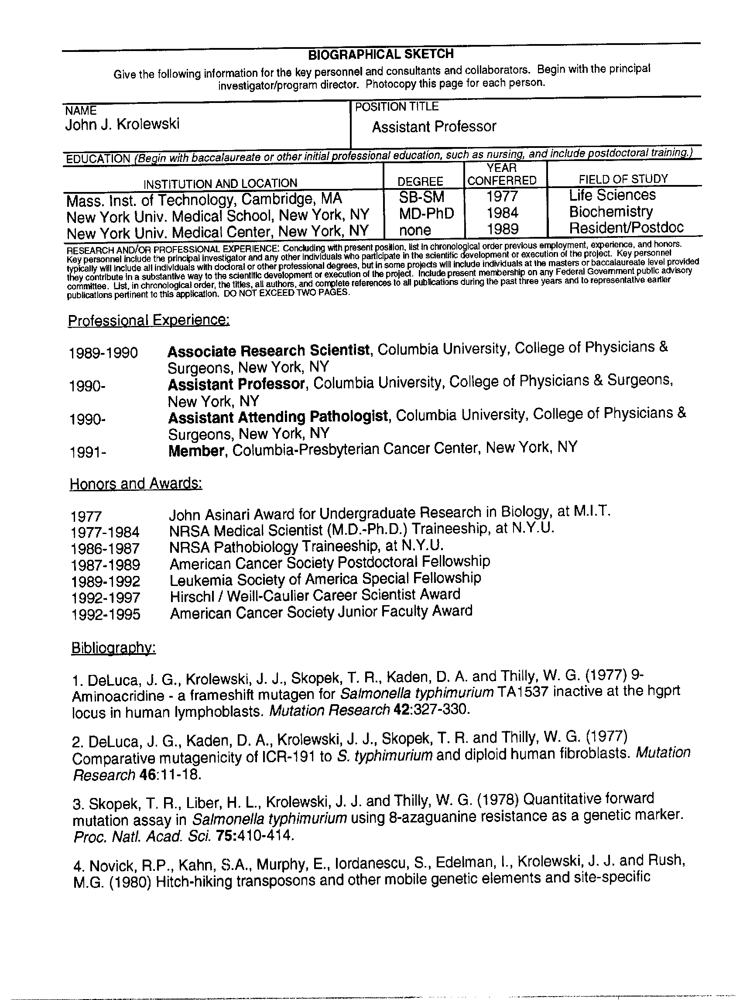 BIOGRAPHICAL SKETCH
Give the following information for the key personnel and consultants and collaborators. Begin with the principal
investigator/program director. Photocopy this page for each person.
NAME
John J. Krolewski
POSITION TITLE
Assistant Professor
EDUCATION (Begin with baccalaureate or other initial professional education, such as nursing, and include postdoctoral training.)
INSTITUTION AND LOCATION DEGREE YEAR CONFERRED FIELD OF STUDY
Mass. Inst. of Technology, Cambridge, MA SB-SM 1977 Life Sciences
New York Univ. Medical School, New York, NY MD-PhD 1984 Biochemistry
New York Univ. Medical Center, New York, NY none 1989 Resident/Postdoc
RESEARCH AND/OR PROFESSIONAL EXPERIENCE: Concluding with present position, list in chronological order previous employment, experience, and honors.
Key personnel include the principal investigator and any other individuals who participate in the scientific development or execution of the project. Key personnel
typically will include all individuals with doctoral or other professional degrees, but in some projects will include individuals at the masters or baccalaureate level provided
they contribute in a substantive way to the scientific development or execution of the project. Include present membership on any Federal Government public advisory
committee. List, in chronological order, the titles, all authors, and complete references to all publications during the past three years and to representative earlier
publications pertinent to this application. DO NOT EXCEED TWO PAGES.
Professional Experience:
1989-1990 Associate Research Scientist, Columbia University, College of Physicians &
Surgeons, New York, NY
1990- Assistant Professor, Columbia University, College of Physicians & Surgeons,
New York, NY
1990- Assistant Attending Pathologist, Columbia University, College of Physicians &
Surgeons, New York, NY
1991- Member, Columbia-Presbyterian Cancer Center, New York, NY
Honors and Awards:
1977 John Asinari Award for Undergraduate Research in Biology, at M.I.T.
1977-1984 NRSA Medical Scientist (M.D.-Ph.D.) Traineeship, at N.Y.U.
1986-1987 NRSA Pathobiology Traineeship, at N.Y.U.
1987-1989 American Cancer Society Postdoctoral Fellowship
1989-1992 Leukemia Society of America Special Fellowship
1992-1997 Hirschl / Weill-Caulier Career Scientist Award
1992-1995 American Cancer Society Junior Faculty Award
Bibliography:
1. DeLuca, J. G., Krolewski, J. J., Skopek, T. R., Kaden, D. A. and Thilly, W. G. (1977) 9-
Aminoacridine - a frameshift mutagen for Salmonella typhimurium TA1537 inactive at the hgprt
locus in human lymphoblasts. Mutation Research 42:327-330.
2. DeLuca, J. G., Kaden, D. A., Krolewski, J. J., Skopek, T. R. and Thilly, W. G. (1977)
Comparative mutagenicity of ICR-191 to S. typhimurium and diploid human fibroblasts. Mutation
Research 46:11-18.
3. Skopek, T. R., Liber, H. L., Krolewski, J. J. and Thilly, W. G. (1978) Quantitative forward
mutation assay in Salmonella typhimurium using 8-azaguanine resistance as a genetic marker.
Proc. Natl. Acad. Sci. 75:410-414.
4. Novick, R.P., Kahn, S.A., Murphy, E., Iordanescu, S., Edelman, I., Krolewski, J. J. and Rush,
M.G. (1980) Hitch-hiking transposons and other mobile genetic elements and site-specific